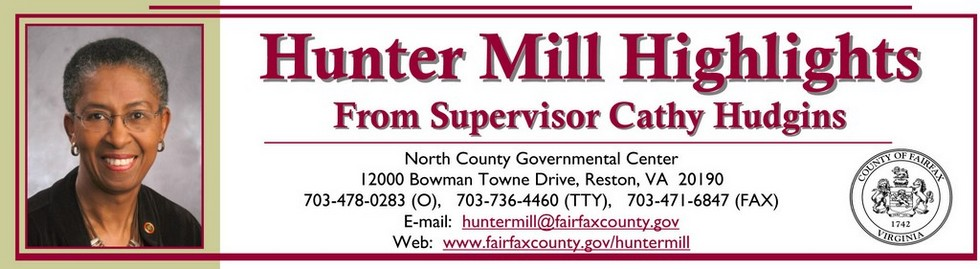 Hunter Mill Highlights
From Supervisor Cathy Hudgins
North County Governmental Center
12000 Bowman Towne Drive, Reston, VA 20190
703-478-0283 (O), 703-736-4460 (TTY), 703-471-6847 (FAX)
E-mail: huntermill@fairfaxcounty.gov
Web: www.fairfaxcounty.gov/huntermill
COUNTY OF FAIRFAX
1742
VIRGINIA